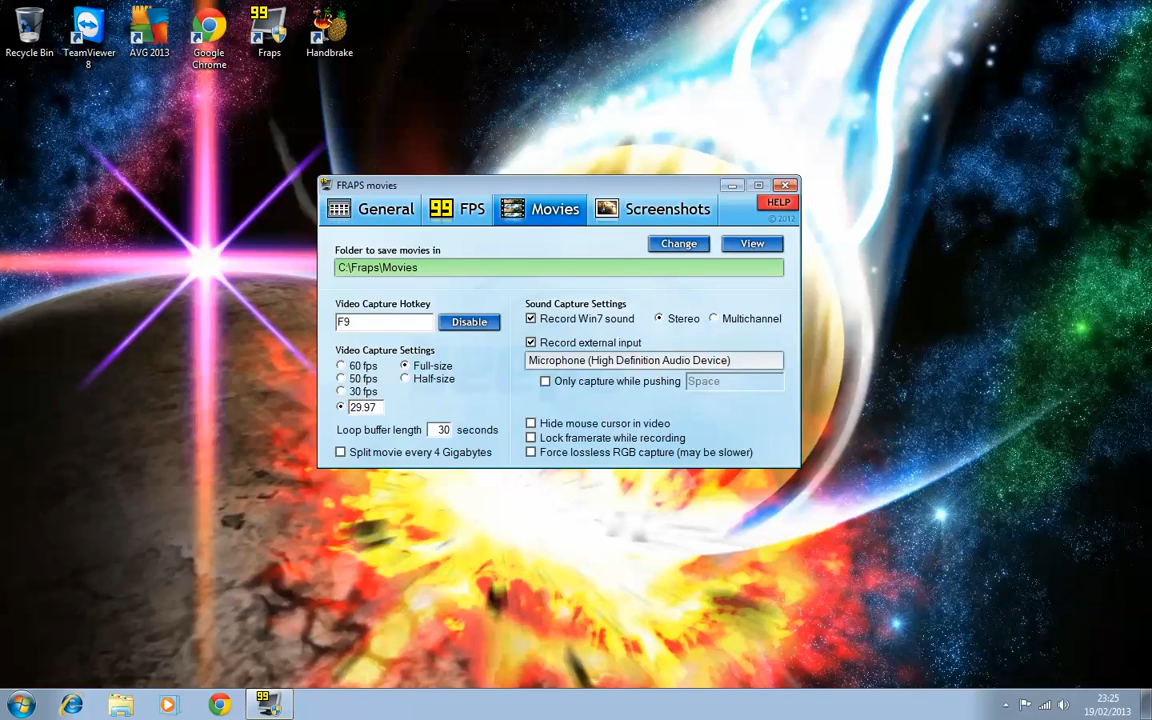 99
Recycle Bin
TeamViewer
8
AVG 2013
Google
Chrome
Fraps
Handbrake
FRAPS movies
General
99 FPS
Movies
Screenshots
HELP
© 2012
Folder to save movies in
Change
View
C:\Fraps\Movies
Video Capture Hotkey
F9
Disable
Video Capture Settings
60 fps
Full-size
50 fps
Half-size
30 fps
29.97
Loop buffer length 30 seconds
Split movie every 4 Gigabytes
Sound Capture Settings
Record Win7 sound
Stereo
Multichannel
Record external input
Microphone (High Definition Audio Device)
Only capture while pushing Space
Hide mouse cursor in video
Lock framerate while recording
Force lossless RGB capture (may be slower)
99
23:25
19/02/2013